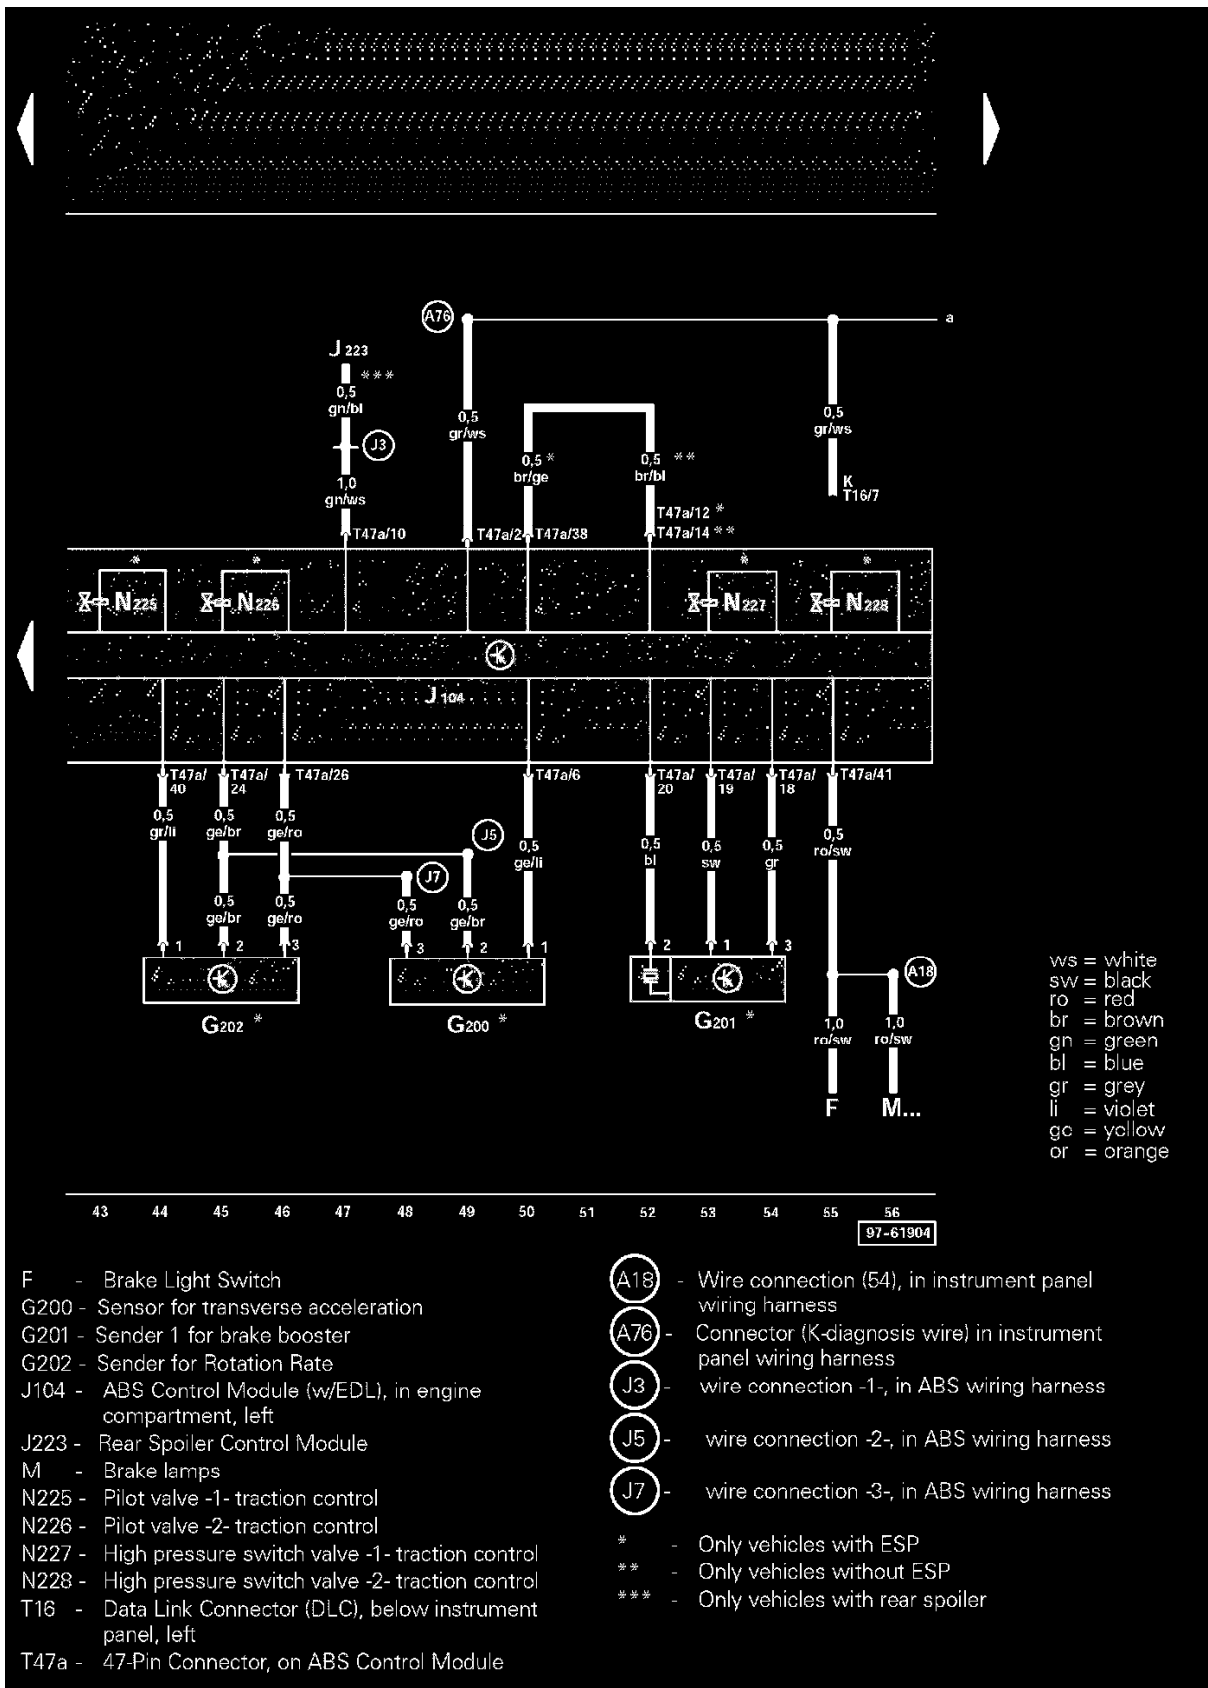 A76
a
J 223
***
0,5
gn/bl
J3
1,0
gn/ws
0,5
gr/ws
0,5 *
br/ge
0,5 **
br/bl
0,5
gr/ws
K
T16/7
T47a/12 *
T47a/10
T47a/2
T47a/38
T47a/14 **
* * * *
N225
N226
N227
N228
J 104
T47a/
40
T47a/
24
T47a/26
T47a/6
T47a/
20
T47a/
19
T47a/
18
T47a/41
0,5
gr/li
0,5
ge/br
0,5
ge/ro
J5
0,5
ge/li
0,5
bl
0,5
sw
0,5
gr
0,5
ro/sw
J7
0,5
ge/br
0,5
ge/ro
0,5
ge/ro
0,5
ge/br
1 2 3
3 2 1
2 1 3
A18
G202 *
G200 *
G201 *
1,0
ro/sw
1,0
ro/sw
F
M...
ws = white
sw = black
ro = red
br = brown
gn = green
bl = blue
gr = grey
li = violet
ge = yellow
or = orange
43 44 45 46 47 48 49 50 51 52 53 54 55 56
97-61904
F - Brake Light Switch
G200 - Sensor for transverse acceleration
G201 - Sender 1 for brake booster
G202 - Sender for Rotation Rate
J104 - ABS Control Module (w/EDL), in engine
compartment, left
J223 - Rear Spoiler Control Module
M - Brake lamps
N225 - Pilot valve -1- traction control
N226 - Pilot valve -2- traction control
N227 - High pressure switch valve -1- traction control
N228 - High pressure switch valve -2- traction control
T16 - Data Link Connector (DLC), below instrument
panel, left
T47a - 47-Pin Connector, on ABS Control Module
A18 - Wire connection (54), in instrument panel
wiring harness
A76 - Connector (K-diagnosis wire) in instrument
panel wiring harness
J3 - wire connection -1-, in ABS wiring harness
J5 - wire connection -2-, in ABS wiring harness
J7 - wire connection -3-, in ABS wiring harness
* - Only vehicles with ESP
** - Only vehicles without ESP
*** - Only vehicles with rear spoiler